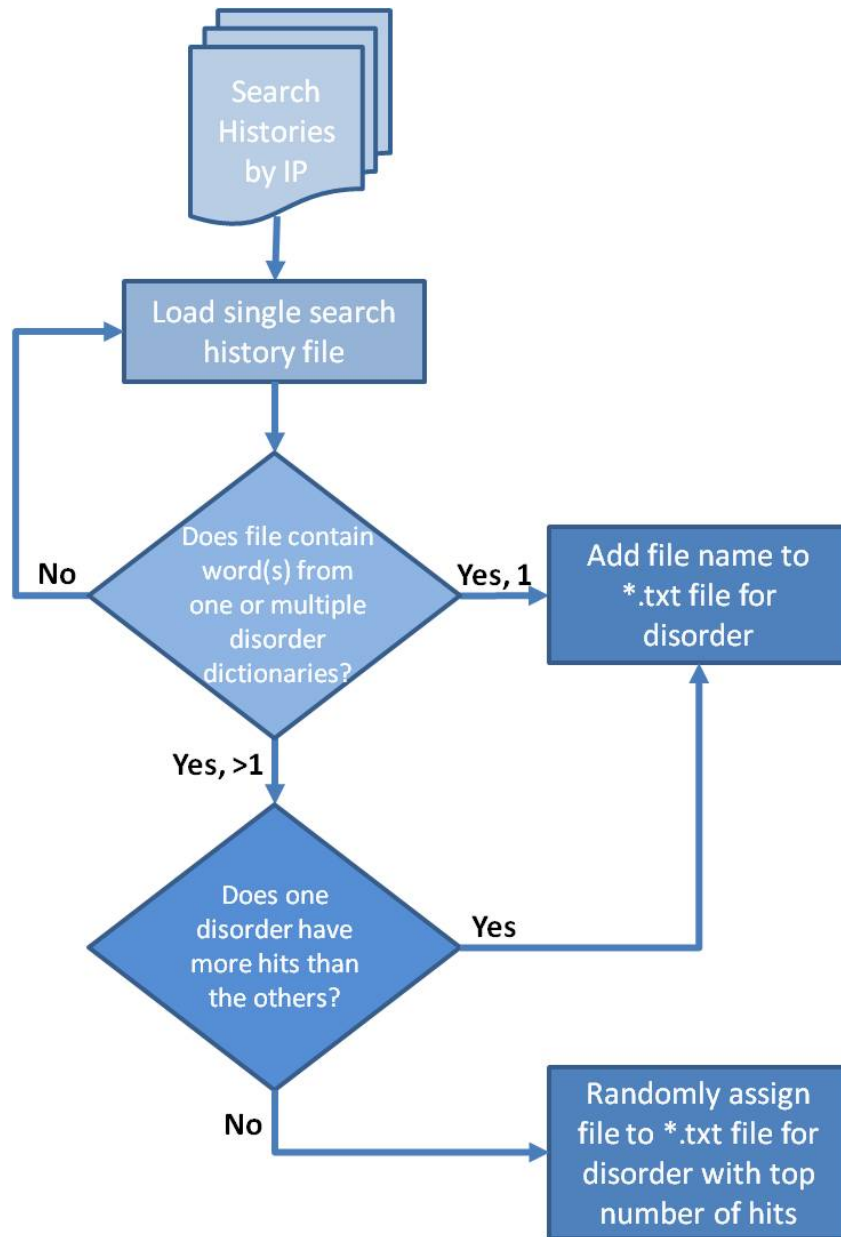 Search
Histories
by IP
Load single search
history file
Does file contain
word(s) from
one or multiple
disorder
dictionaries?
No
Yes, 1
Add file name to
*.txt file for
disorder
Yes, >1
Does one
disorder have
more hits than
the others?
Yes
No
Randomly assign
file to *.txt file for
disorder with top
number of hits